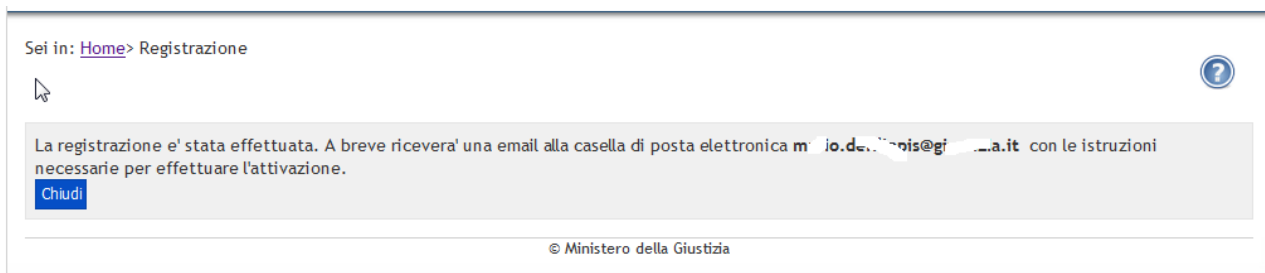 Sei in: Home> Registrazione
?
La registrazione e' stata effettuata. A breve ricevera' una email alla casella di posta elettronica con le istruzioni
necessarie per effettuare l'attivazione.
Chiudi
© Ministero della Giustizia